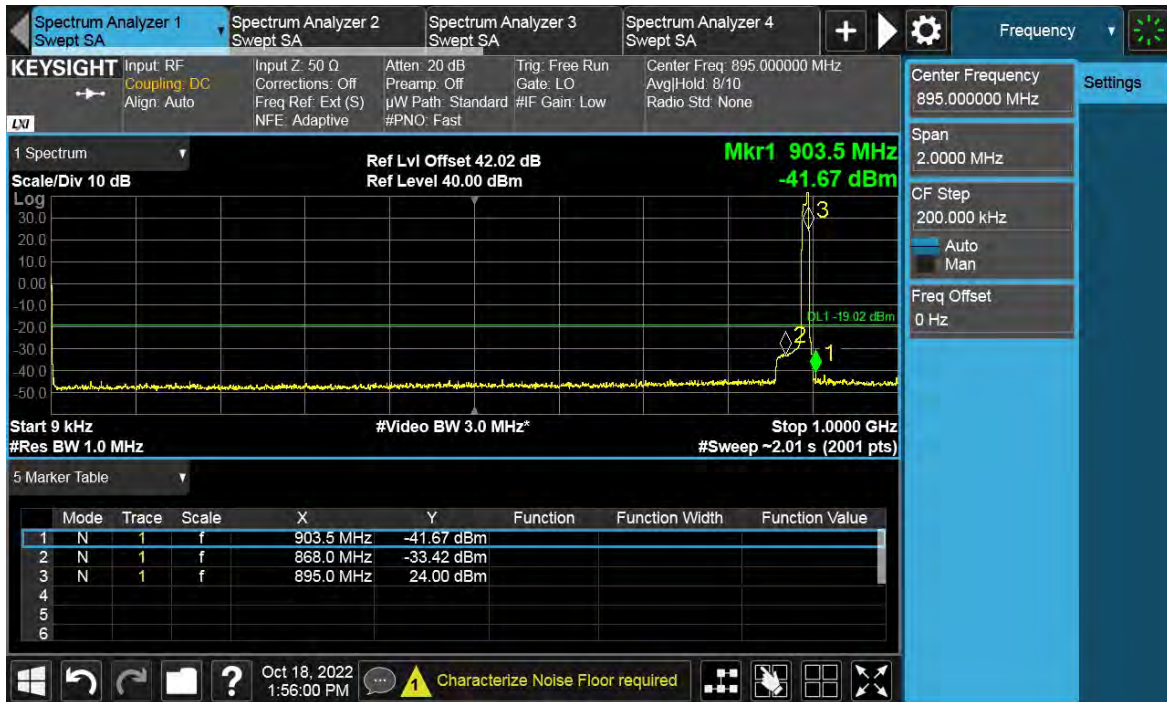 Spectrum Analyzer 1
Swept SA
Spectrum Analyzer 2
Swept SA
Spectrum Analyzer 3
Swept SA
Spectrum Analyzer 4
Swept SA
+
Frequency
KEYSIGHT
LXI
Input: RF
Coupling: DC
Align: Auto
Input Z: 50 Ω
Corrections: Off
Freq Ref: Ext (S)
NFE: Adaptive
Atten: 20 dB
Preamp: Off
µW Path: Standard
#PNO: Fast
Trig: Free Run
Gate: LO
#IF Gain: Low
Center Freq: 895.000000 MHz
Avg|Hold: 8/10
Radio Std: None
Center Frequency
895.000000 MHz
Settings
Span
2.0000 MHz
CF Step
200.000 kHz
Auto
Man
Freq Offset
0 Hz
1 Spectrum
Scale/Div 10 dB
Ref Lvl Offset 42.02 dB
Ref Level 40.00 dBm
Mkr1 903.5 MHz
-41.67 dBm
Log
30.0
20.0
10.0
0.00
-10.0
-20.0
-30.0
-40.0
-50.0
3
DL1 -19.02 dBm
2
1
Start 9 kHz
#Video BW 3.0 MHz*
Stop 1.0000 GHz
#Res BW 1.0 MHz
#Sweep ~2.01 s (2001 pts)
5 Marker Table
Mode Trace Scale X Y Function Function Width Function Value
1 N 1 f 903.5 MHz -41.67 dBm
2 N 1 f 868.0 MHz -33.42 dBm
3 N 1 f 895.0 MHz 24.00 dBm
4
5
6
?
Oct 18, 2022
1:56:00 PM
1
Characterize Noise Floor required